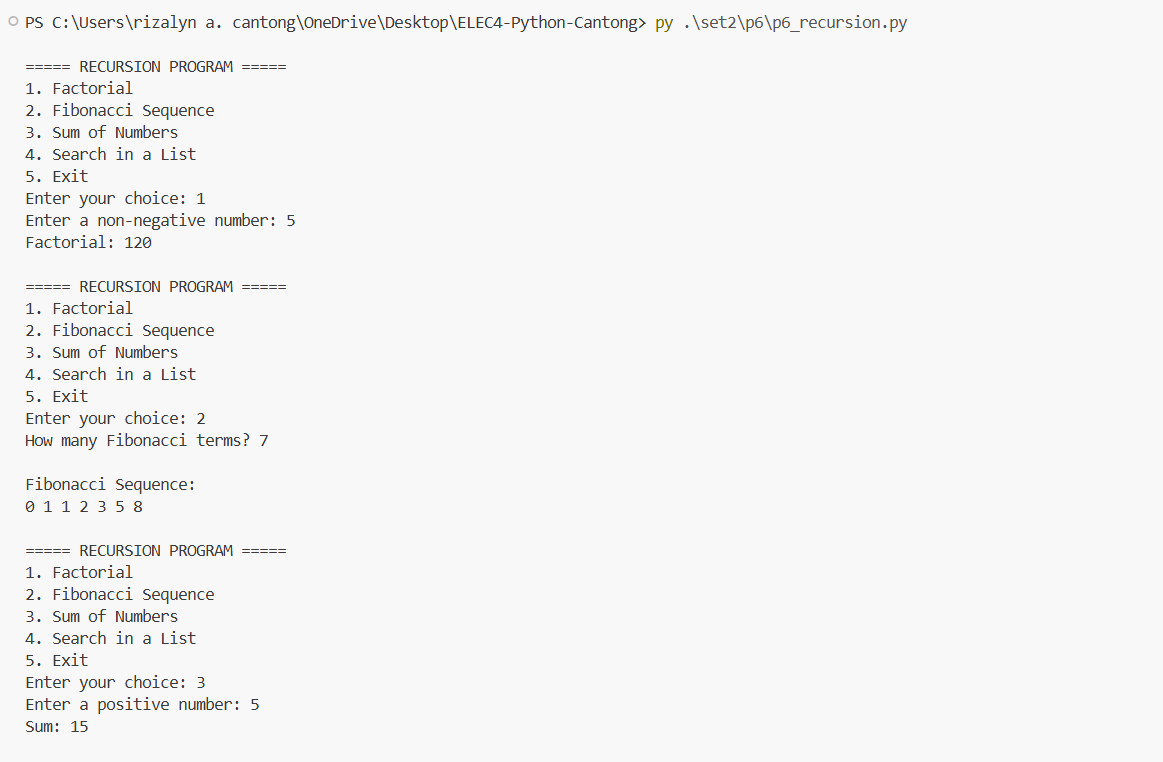 PS C:\Users\rizalyn a. cantong\OneDrive\Desktop\ELEC4-Python-Cantong> py .\set2\p6\p6_recursion.py
===== RECURSION PROGRAM =====
1. Factorial
2. Fibonacci Sequence
3. Sum of Numbers
4. Search in a List
5. Exit
Enter your choice: 1
Enter a non-negative number: 5
Factorial: 120
===== RECURSION PROGRAM =====
1. Factorial
2. Fibonacci Sequence
3. Sum of Numbers
4. Search in a List
5. Exit
Enter your choice: 2
How many Fibonacci terms? 7
Fibonacci Sequence:
0 1 1 2 3 5 8
===== RECURSION PROGRAM =====
1. Factorial
2. Fibonacci Sequence
3. Sum of Numbers
4. Search in a List
5. Exit
Enter your choice: 3
Enter a positive number: 5
Sum: 15